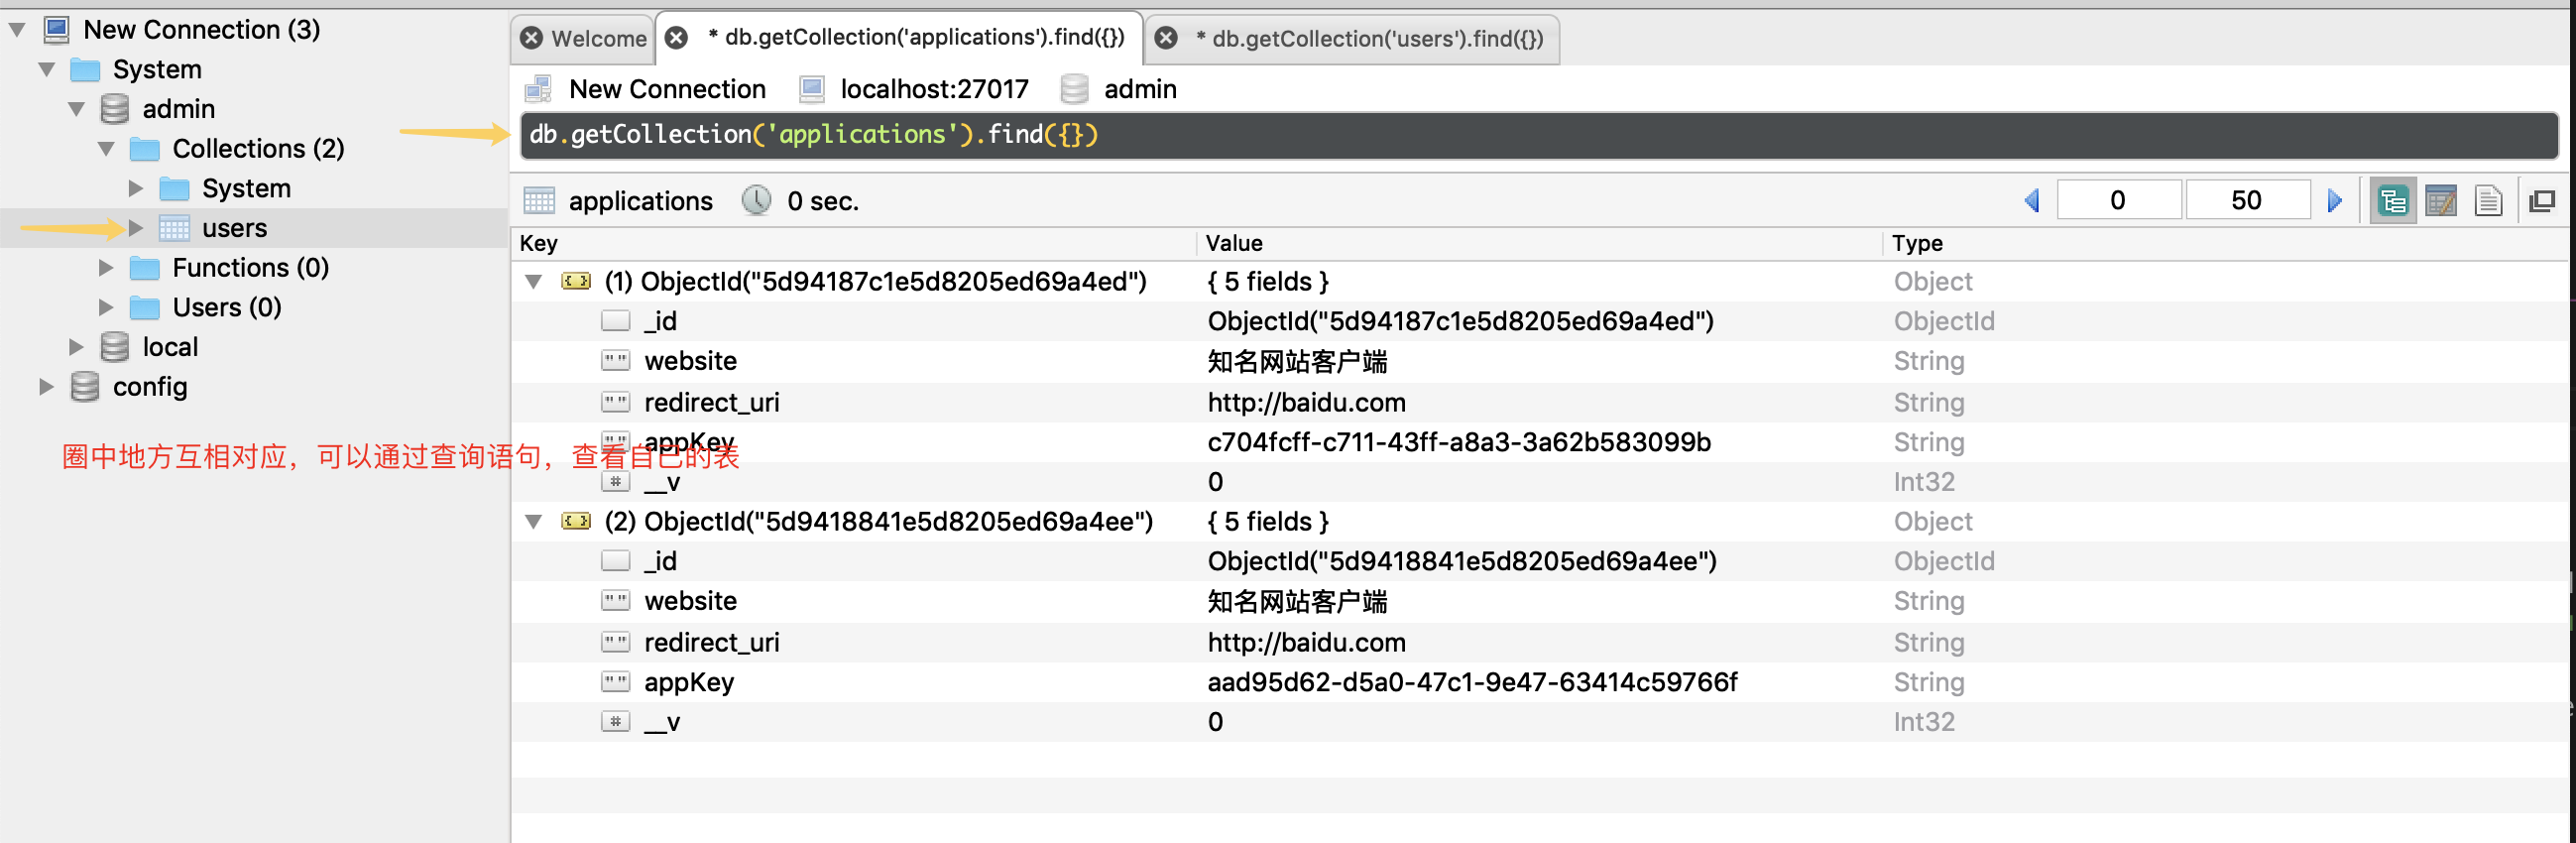 New Connection (3)
System
admin
Collections (2)
System
users
Functions (0)
Users (0)
local
config
圈中地方互相对应，可以通过查询语句，查看自己的表
Welcome
* db.getCollection('applications').find({})
* db.getCollection('users').find({})
New Connection localhost:27017 admin
db.getCollection('applications').find({})
applications 0 sec. 0 50
Key Value Type
(1) ObjectId("5d94187c1e5d8205ed69a4ed") { 5 fields } Object
_id ObjectId("5d94187c1e5d8205ed69a4ed") ObjectId
website 知名网站客户端 String
redirect_uri http://baidu.com String
appKey c704fcff-c711-43ff-a8a3-3a62b583099b String
__v 0 Int32
(2) ObjectId("5d9418841e5d8205ed69a4ee") { 5 fields } Object
_id ObjectId("5d9418841e5d8205ed69a4ee") ObjectId
website 知名网站客户端 String
redirect_uri http://baidu.com String
appKey aad95d62-d5a0-47c1-9e47-63414c59766f String
__v 0 Int32